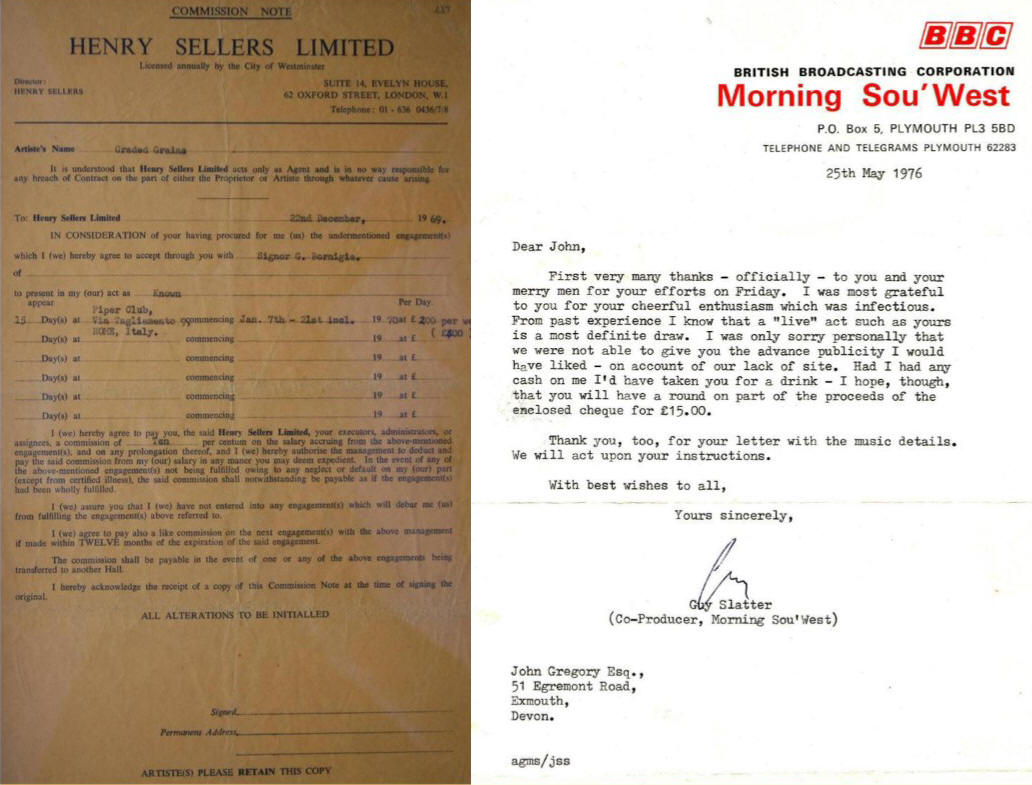 COMMISSION NOTE
437
HENRY SELLERS LIMITED
Licensed annually by the City of Westminster
Director:
HENRY SELLERS
SUITE 14, EVELYN HOUSE,
62 OXFORD STREET, LONDON, W.1
Telephone: 01 - 636 0436/7/8
Artiste's Name Graded Grains
It is understood that Henry Sellers Limited acts only as Agent and is in no way responsible for
any breach of Contract on the part of either the Proprietor or Artiste through whatever cause arising.
To: Henry Sellers Limited 22nd December, 1969.
IN CONSIDERATION of your having procured for me (us) the undermentioned engagement(s)
which I (we) hereby agree to accept through you with Signor G. Bornigia.
of
to present in my (our) act as Known
appear Per Day.
Piper Club,
15 Day(s) at Via Tagliamento 9, commencing Jan. 7th - 21st incl. 1970 at £ 200 per w
ROME, Italy. ( £400 )
Day(s) at commencing 19 at £
Day(s) at commencing 19 at £
Day(s) at commencing 19 at £
Day(s) at commencing 19 at £
Day(s) at commencing 19 at £
I (we) hereby agree to pay you, the said Henry Sellers Limited, your executors, administrators, or
assignees, a commission of Ten per centum on the salary accruing from the above-mentioned
engagement(s), and on any prolongation thereof, and I (we) hereby authorise the management to deduct and
pay the said commission from my (our) salary in any maner you may deem expedient. In the event of any of
the above-mentioned engagement(s) not being fulfilled owing to any neglect or default on my (our) part
(except from certified illness), the said commission shall notwithstanding be payable as if the engagement(s)
had been wholly fulfilled.
I (we) assure you that I (we) have not entered into any engagement(s) which will debar me (us)
from fulfilling the engagement(s) above referred to.
I (we) agree to pay also a like commission on the next engagement(s) with the above management
if made within TWELVE months of the expiration of the said engagement.
The commission shall be payable in the event of one or any of the above engagements being
transferred to another Hall.
I hereby acknowledge the receipt of a copy of this Commission Note at the time of signing the
original.
ALL ALTERATIONS TO BE INITIALLED
Signed
Permanent Address
ARTISTE(S) PLEASE RETAIN THIS COPY
BBC
BRITISH BROADCASTING CORPORATION
Morning Sou'West
P.O. Box 5, PLYMOUTH PL3 5BD
TELEPHONE AND TELEGRAMS PLYMOUTH 62283
25th May 1976
Dear John,
First very many thanks - officially - to you and your
merry men for your efforts on Friday. I was most grateful
to you for your cheerful enthusiasm which was infectious.
From past experience I know that a "live" act such as yours
is a most definite draw. I was only sorry personally that
we were not able to give you the advance publicity I would
have liked - on account of our lack of site. Had I had any
cash on me I'd have taken you for a drink - I hope, though,
that you will have a round on part of the proceeds of the
enclosed cheque for £15.00.
Thank you, too, for your letter with the music details.
We will act upon your instructions.
With best wishes to all,
Yours sincerely,
Guy Slatter
(Co-Producer, Morning Sou'West)
John Gregory Esq.,
51 Egremont Road,
Exmouth,
Devon.
agms/jss